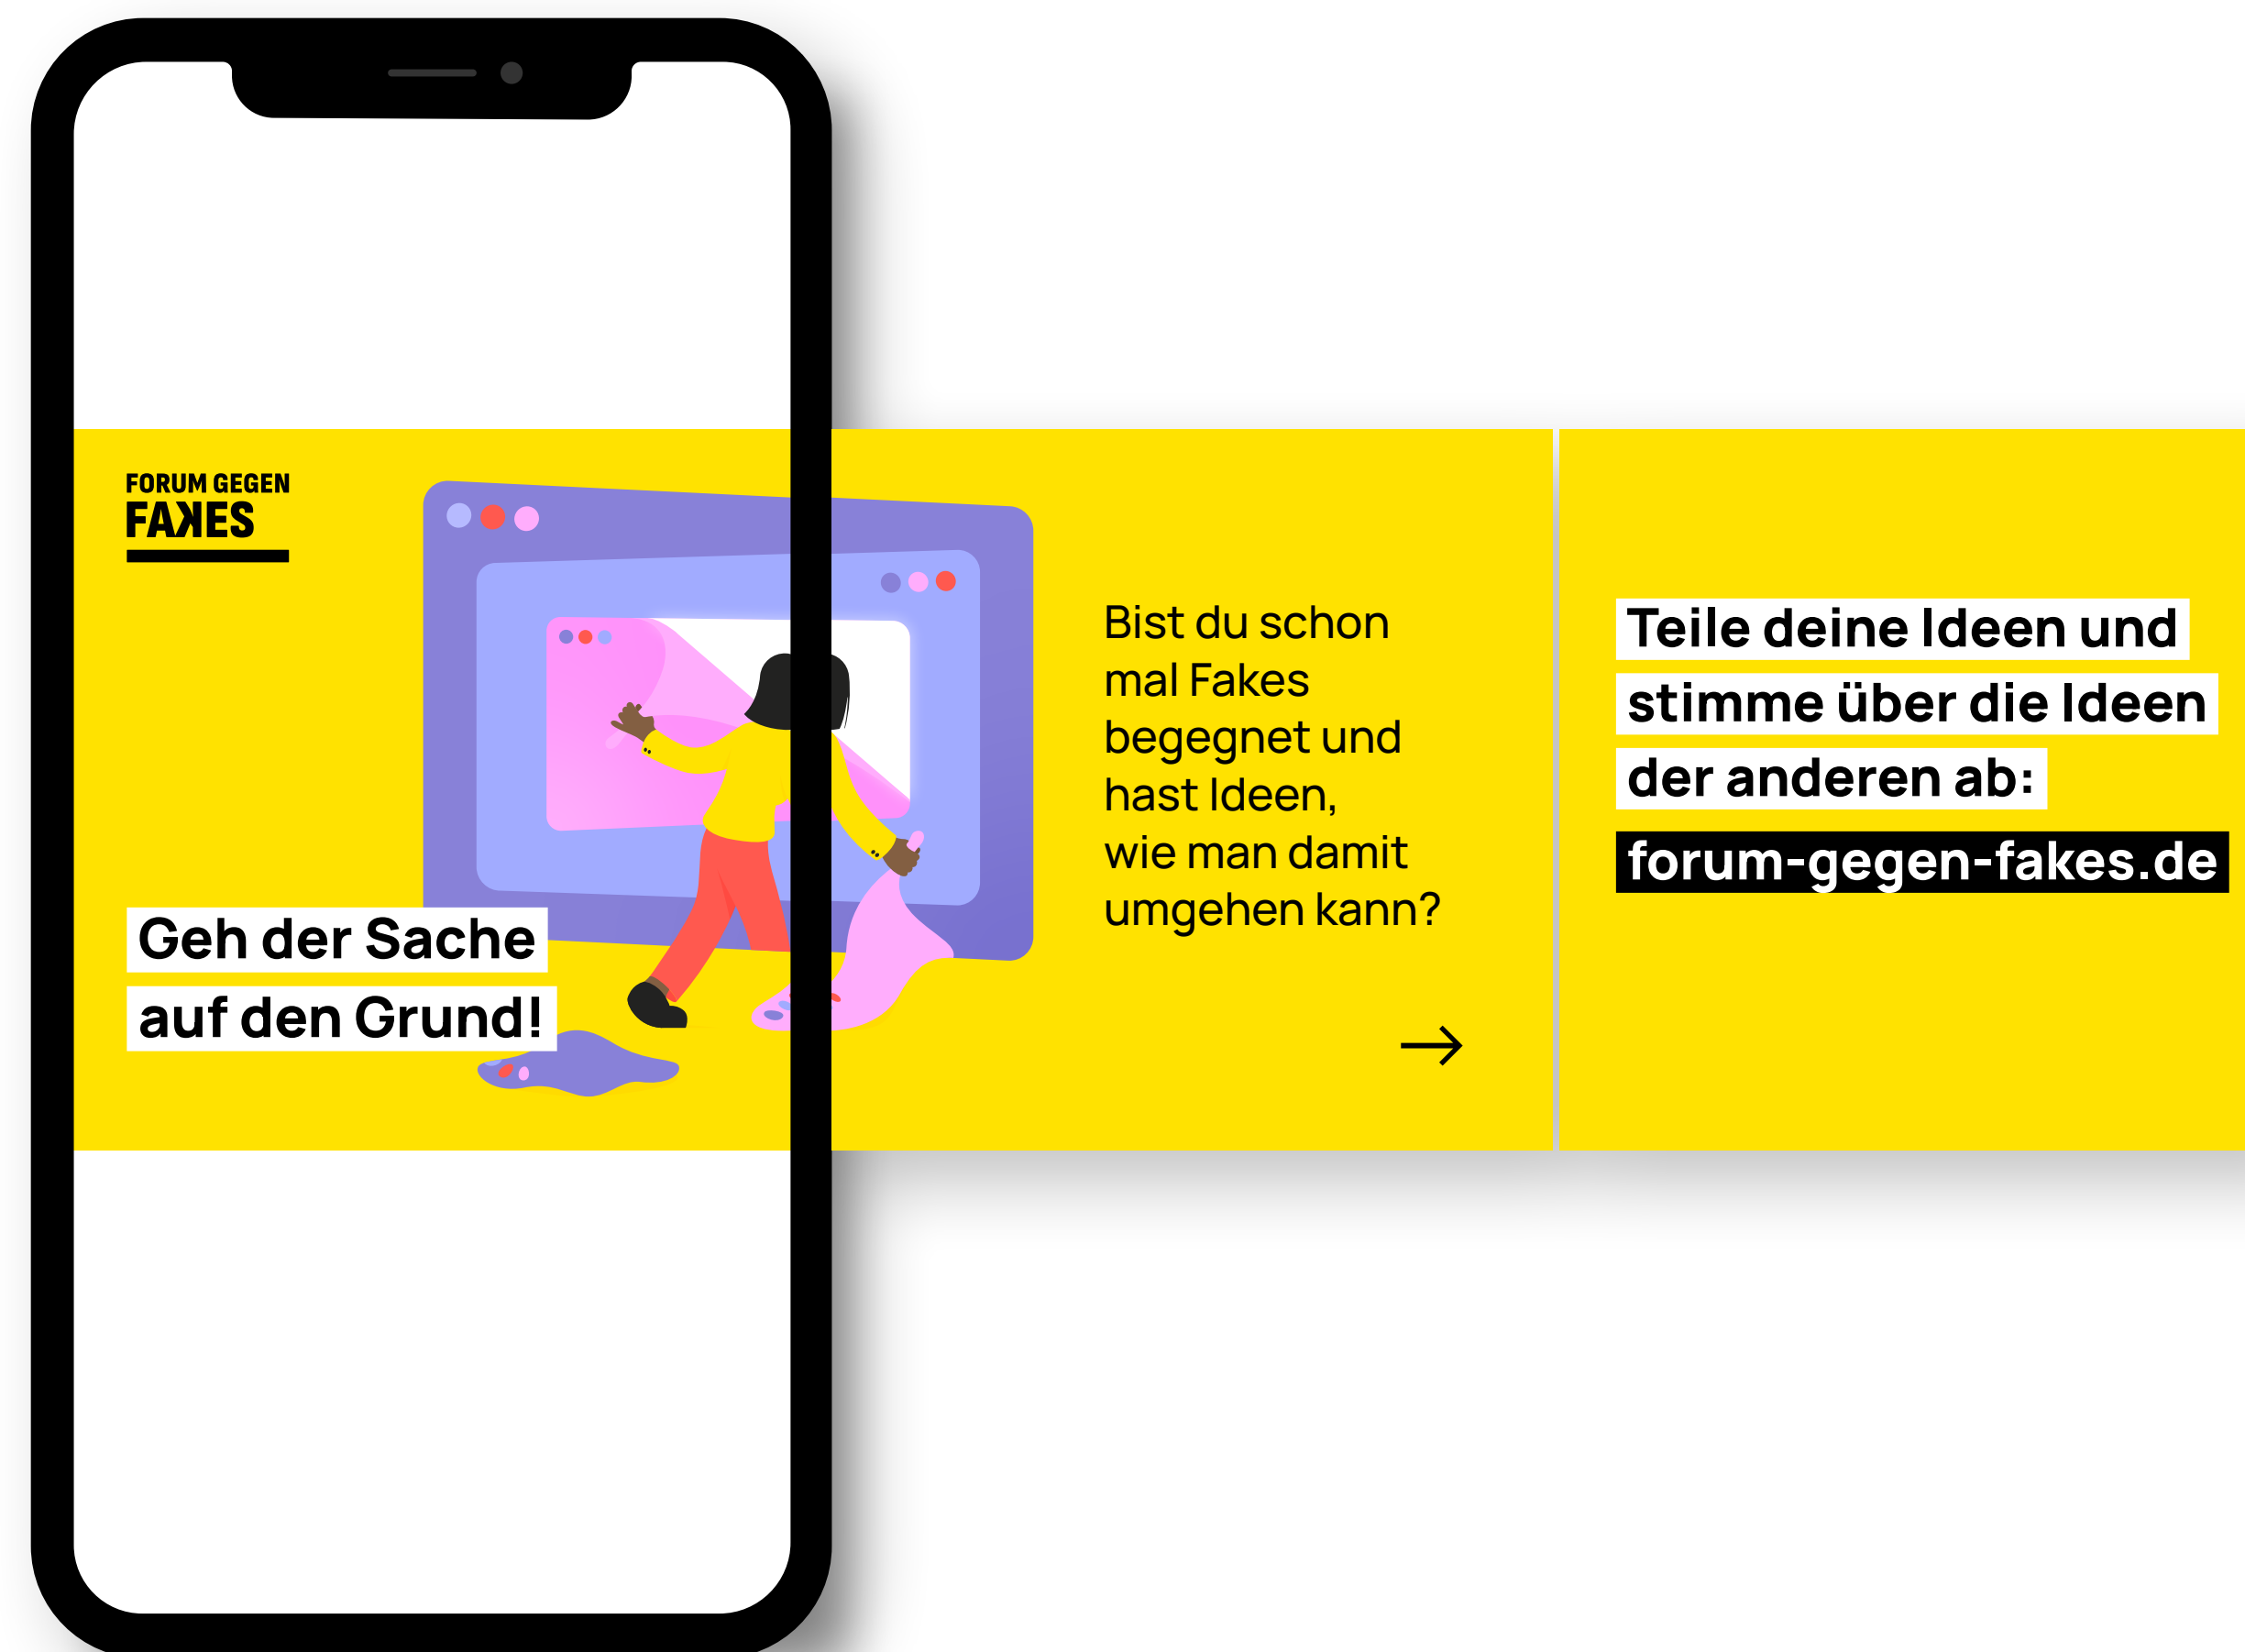 FORUM GEGEN
FAKES
Geh der Sache
auf den Grund!
Bist du schon
mal Fakes
begegnet und
hast Ideen,
wie man damit
umgehen kann?
Teile deine Ideen und
stimme über die Ideen
der anderen ab:
forum-gegen-fakes.de